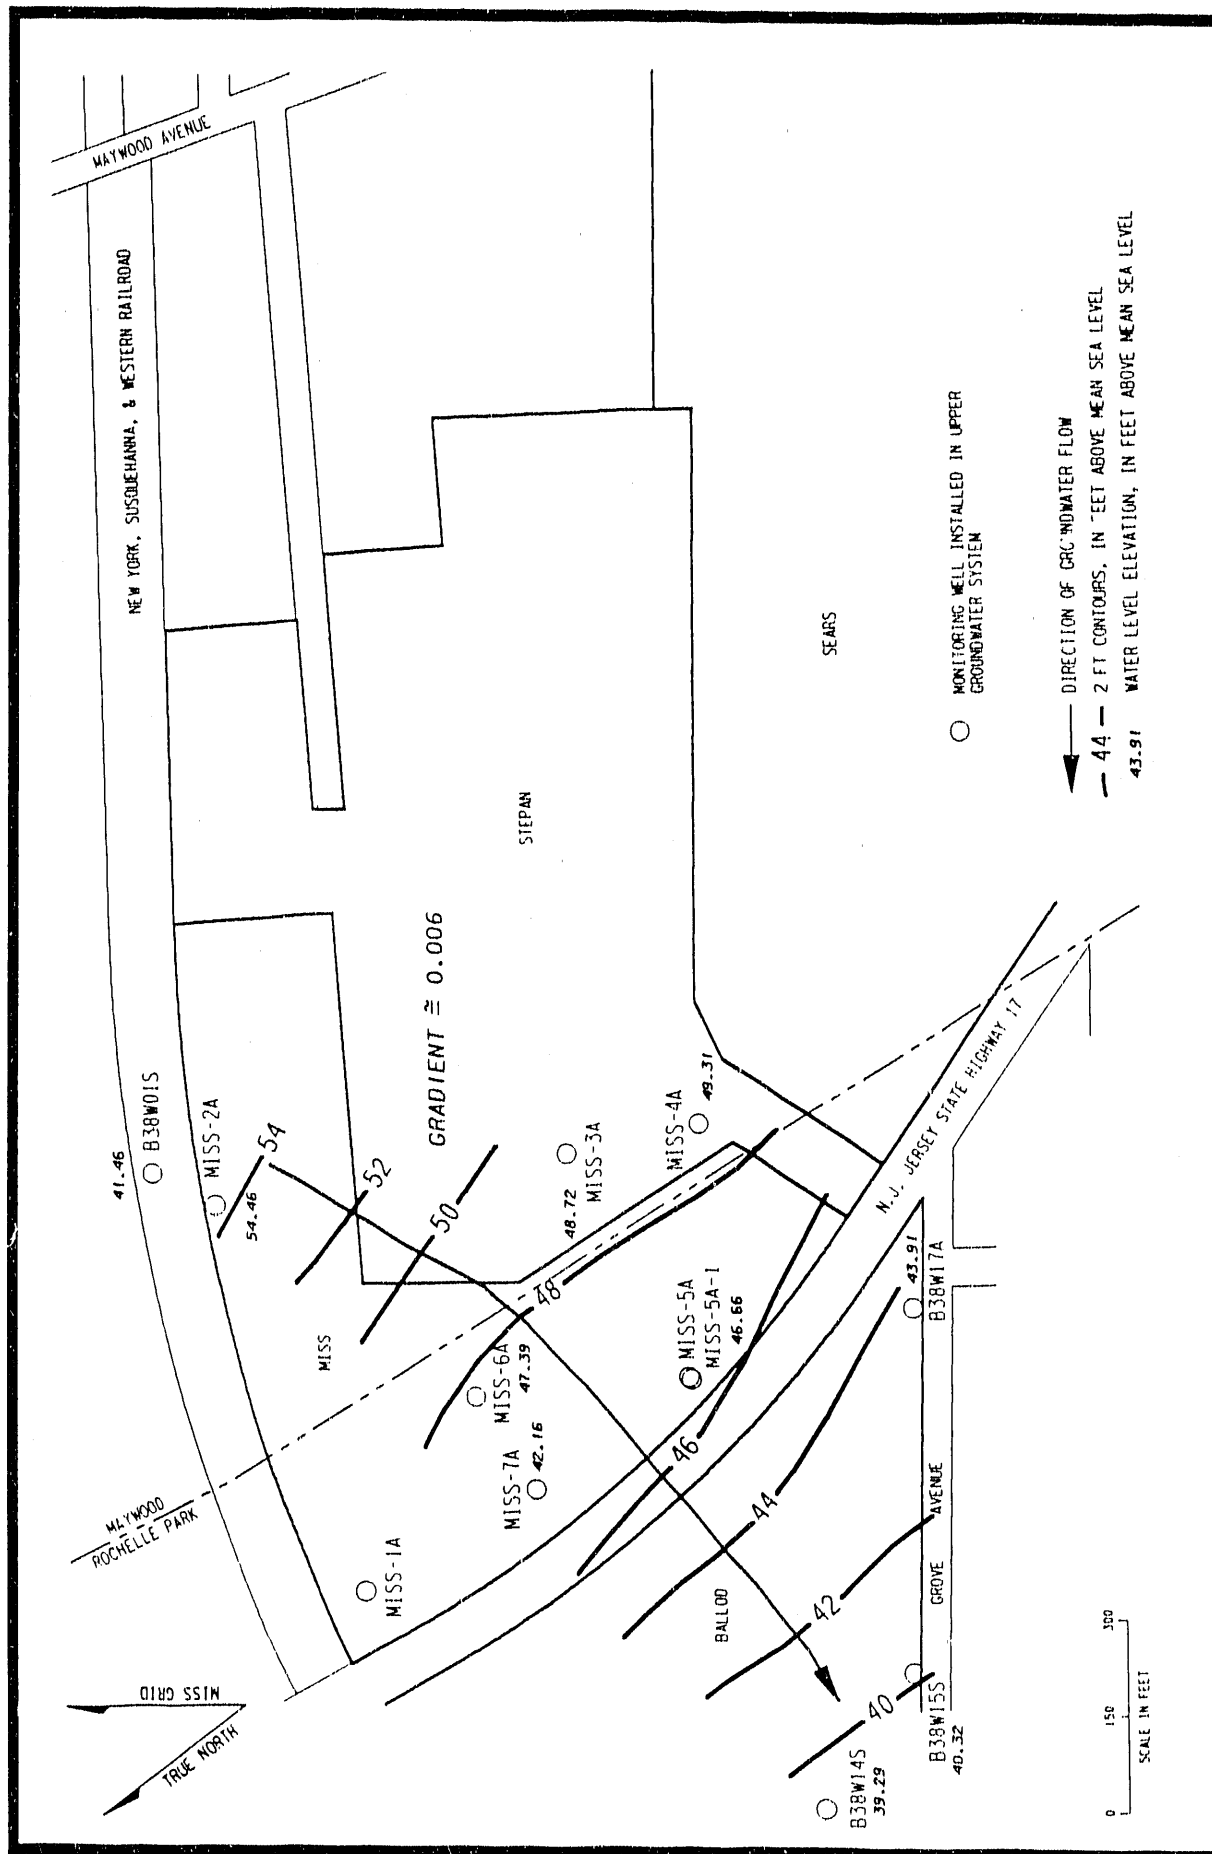 MAYWOOD AVENUE
NEW YORK, SUSQUEHANNA, & WESTERN RAILROAD
STEPAN
SEARS
GRADIENT ≅ 0.006
41.46
B38W01S
MISS-2A
54.46
54
52
50
48
46
44
42
40
MISS
MISS-3A
48.72
MISS-4A
49.31
MISS-5A
MISS-5A-1
46.66
MISS-6A
47.39
MISS-7A
42.16
MISS-1A
MAYWOOD
ROCHELLE PARK
N.J. JERSEY STATE HIGHWAY 17
43.91
B38W17A
BALLOD
GROVE AVENUE
B38W15S
40.32
B38W14S
39.29
MISS GRID
TRUE NORTH
MONITORING WELL INSTALLED IN UPPER
GROUNDWATER SYSTEM
DIRECTION OF GROUNDWATER FLOW
44 2 FT CONTOURS, IN FEET ABOVE MEAN SEA LEVEL
43.91 WATER LEVEL ELEVATION, IN FEET ABOVE MEAN SEA LEVEL
0 150 300
SCALE IN FEET